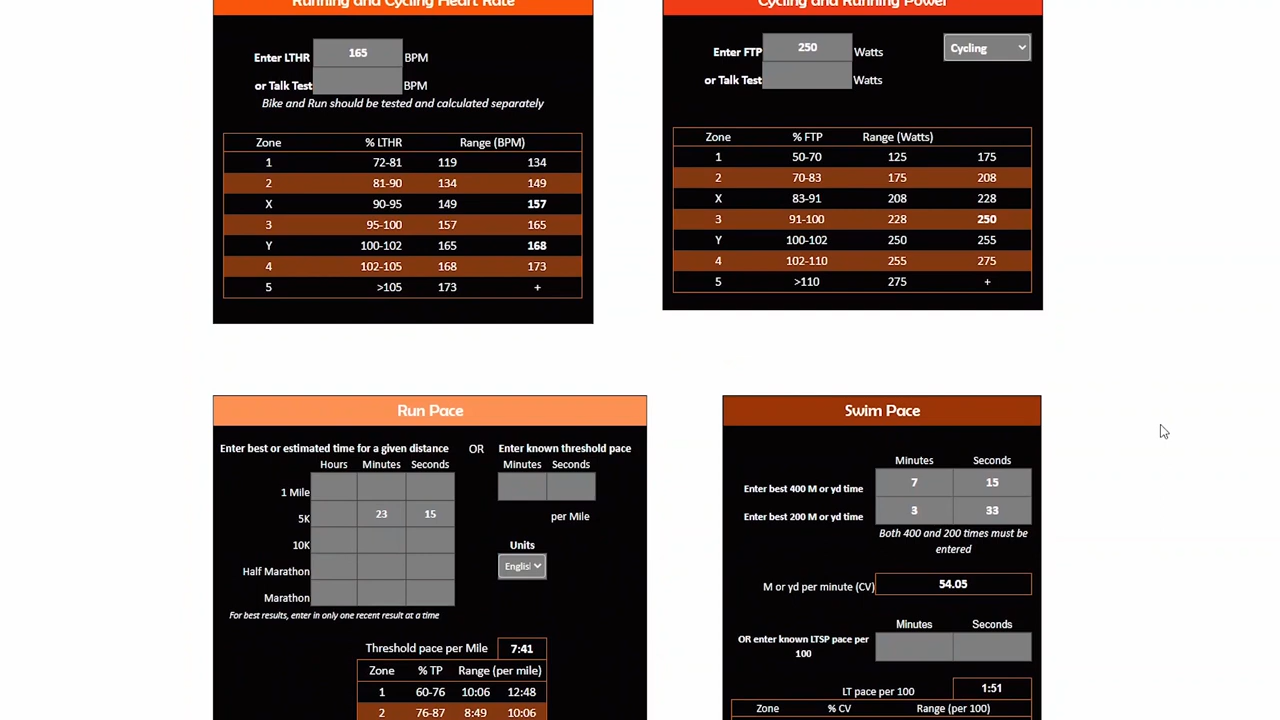 Running and Cycling Heart Rate
Enter LTHR 165 BPM
or Talk Test BPM
Bike and Run should be tested and calculated separately
Zone % LTHR Range (BPM)
1 72-81 119 134
2 81-90 134 149
X 90-95 149 157
3 95-100 157 165
Y 100-102 165 168
4 102-105 168 173
5 >105 173 +
Cycling and Running Power
Enter FTP 250 Watts Cycling
or Talk Test Watts
Zone % FTP Range (Watts)
1 50-70 125 175
2 70-83 175 208
X 83-91 208 228
3 91-100 228 250
Y 100-102 250 255
4 102-110 255 275
5 >110 275 +
Run Pace
Enter best or estimated time for a given distance OR Enter known threshold pace
Hours Minutes Seconds Minutes Seconds
1 Mile
5K 23 15 per Mile
10K Units
Half Marathon Englis
Marathon
For best results, enter in only one recent result at a time
Threshold pace per Mile 7:41
Zone % TP Range (per mile)
1 60-76 10:06 12:48
2 76-87 8:49 10:06
Swim Pace
Minutes Seconds
Enter best 400 M or yd time 7 15
Enter best 200 M or yd time 3 33
Both 400 and 200 times must be
entered
M or yd per minute (CV) 54.05
Minutes Seconds
OR enter known LTSP pace per
100
LT pace per 100 1:51
Zone % CV Range (per 100)